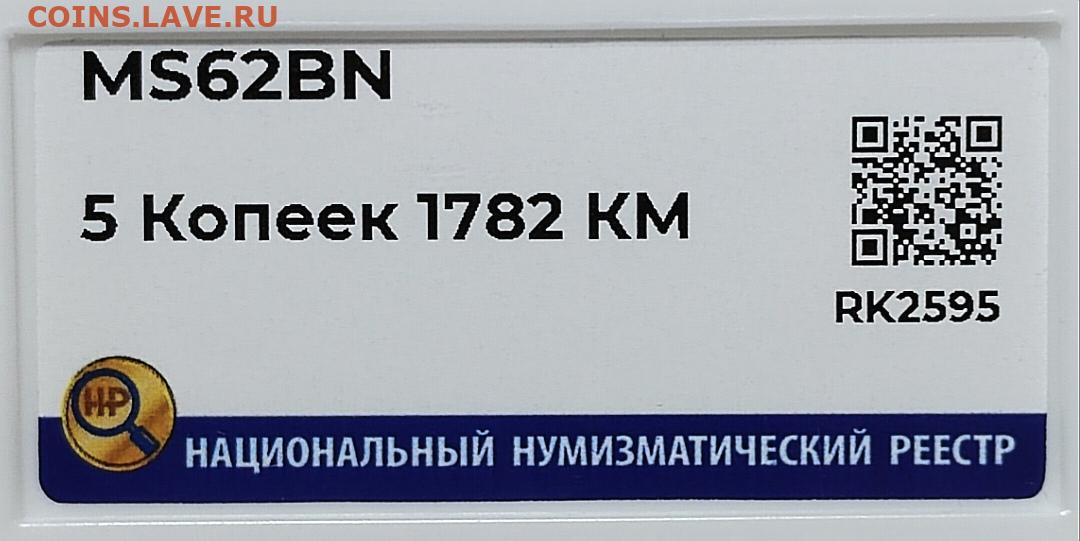 COINS.LAVE.RU
MS62BN
5 Копеек 1782 КМ
RK2595
НР
НАЦИОНАЛЬНЫЙ НУМИЗМАТИЧЕСКИЙ РЕЕСТР